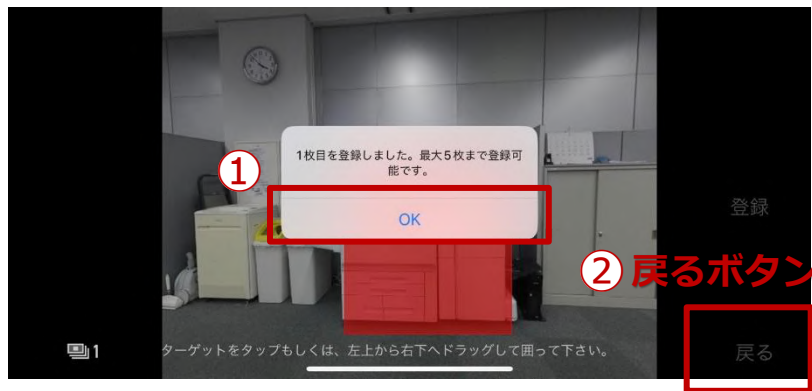 1枚目を登録しました。最大5枚まで登録可
能です。
①
OK
登録
② 戻るボタン
1
ターゲットをタップもしくは、左上から右下へドラッグして囲って下さい。
戻る